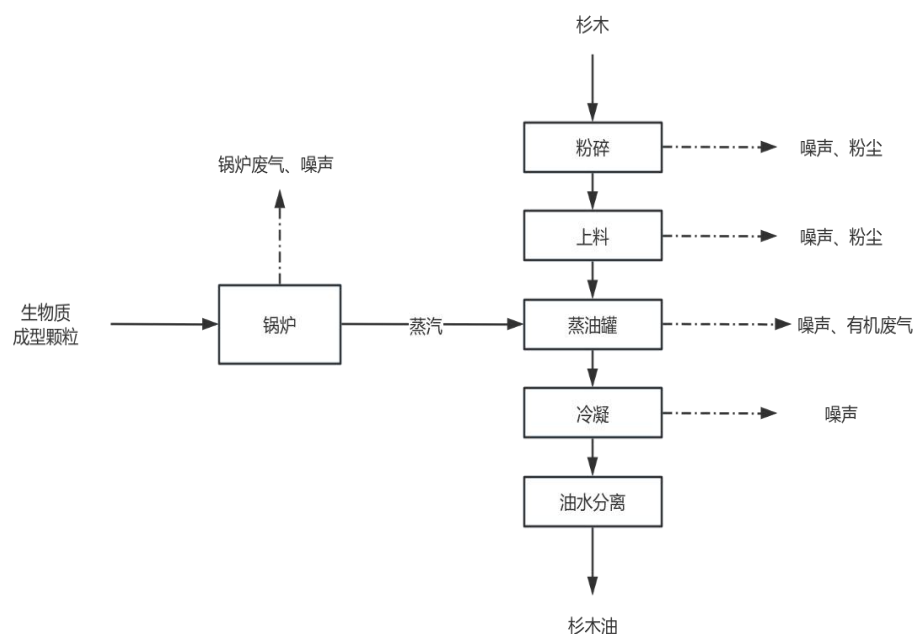 杉木
粉碎
噪声、粉尘
锅炉废气、噪声
上料
噪声、粉尘
生物质
成型颗粒
锅炉
蒸汽
蒸油罐
噪声、有机废气
冷凝
噪声
油水分离
杉木油